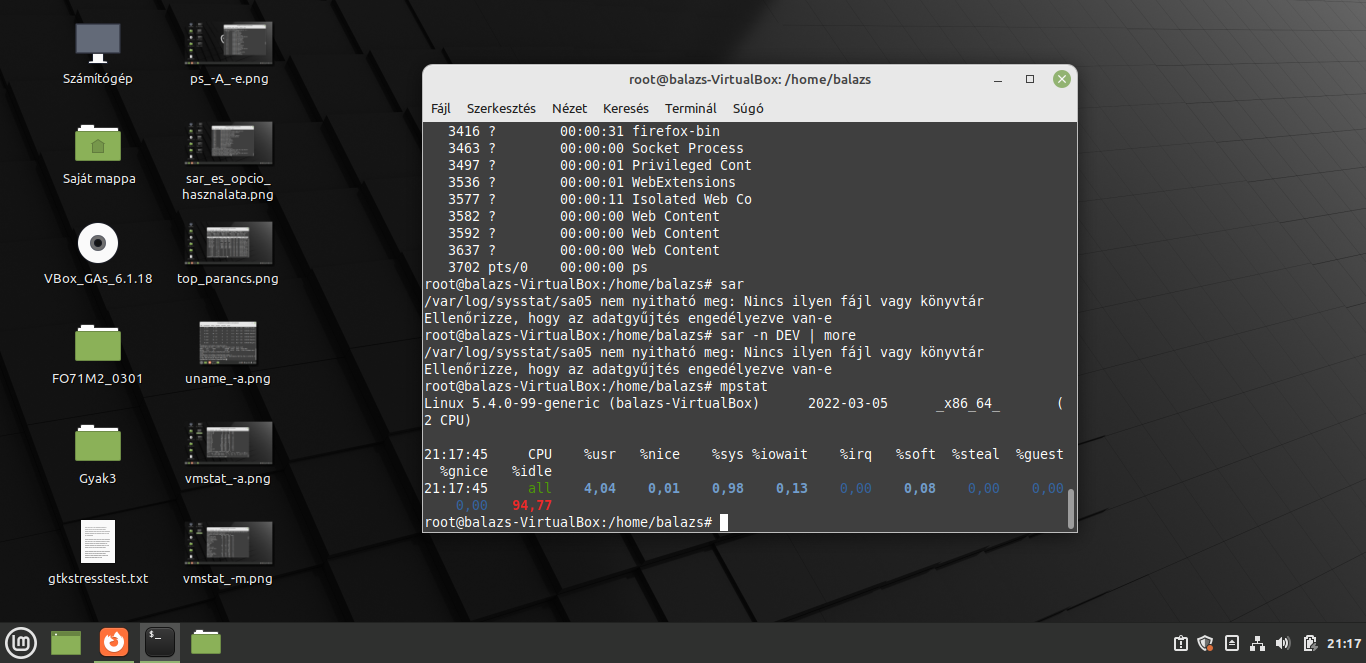 Számítógép
ps_-A_-e.png
Saját mappa
sar_es_opcio_
hasznalata.png
VBox_GAs_6.1.18
top_parancs.png
FO71M2_0301
uname_-a.png
Gyak3
vmstat_-a.png
gtkstresstest.txt
vmstat_-m.png
root@balazs-VirtualBox: /home/balazs
Fájl Szerkesztés Nézet Keresés Terminál Súgó
3416 ? 00:00:31 firefox-bin
3463 ? 00:00:00 Socket Process
3497 ? 00:00:01 Privileged Cont
3536 ? 00:00:01 WebExtensions
3577 ? 00:00:11 Isolated Web Co
3582 ? 00:00:00 Web Content
3592 ? 00:00:00 Web Content
3637 ? 00:00:00 Web Content
3702 pts/0 00:00:00 ps
root@balazs-VirtualBox:/home/balazs# sar
/var/log/sysstat/sa05 nem nyitható meg: Nincs ilyen fájl vagy könyvtár
Ellenőrizze, hogy az adatgyűjtés engedélyezve van-e
root@balazs-VirtualBox:/home/balazs# sar -n DEV | more
/var/log/sysstat/sa05 nem nyitható meg: Nincs ilyen fájl vagy könyvtár
Ellenőrizze, hogy az adatgyűjtés engedélyezve van-e
root@balazs-VirtualBox:/home/balazs# mpstat
Linux 5.4.0-99-generic (balazs-VirtualBox) 2022-03-05 _x86_64_ (
2 CPU)
21:17:45 CPU %usr %nice %sys %iowait %irq %soft %steal %guest
%gnice %idle
21:17:45 all 4,04 0,01 0,98 0,13 0,00 0,08 0,00 0,00
0,00 94,77
root@balazs-VirtualBox:/home/balazs#
21:17